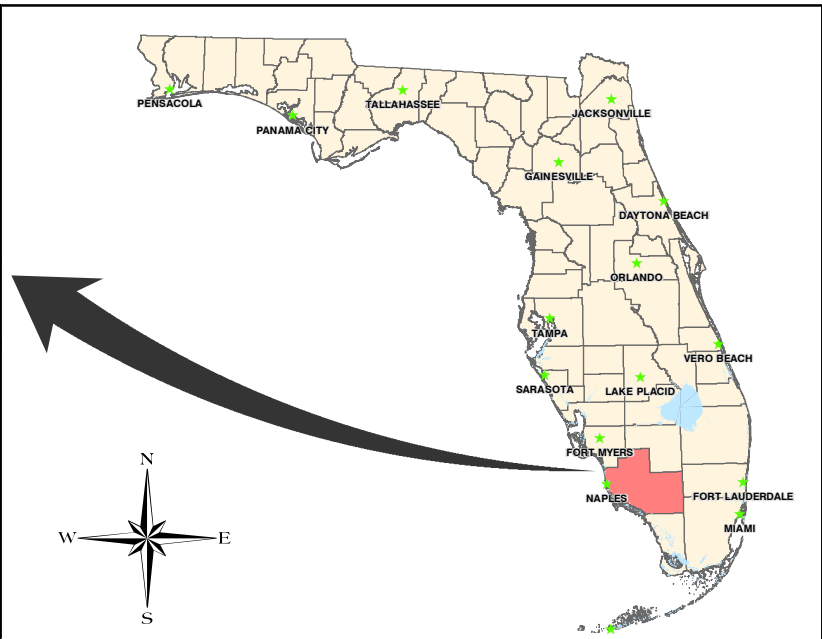 PENSACOLA
TALLAHASSEE
JACKSONVILLE
PANAMA CITY
GAINESVILLE
DAYTONA BEACH
ORLANDO
TAMPA
VERO BEACH
SARASOTA
LAKE PLACID
FORT MYERS
NAPLES
FORT LAUDERDALE
MIAMI
N
W
E
S